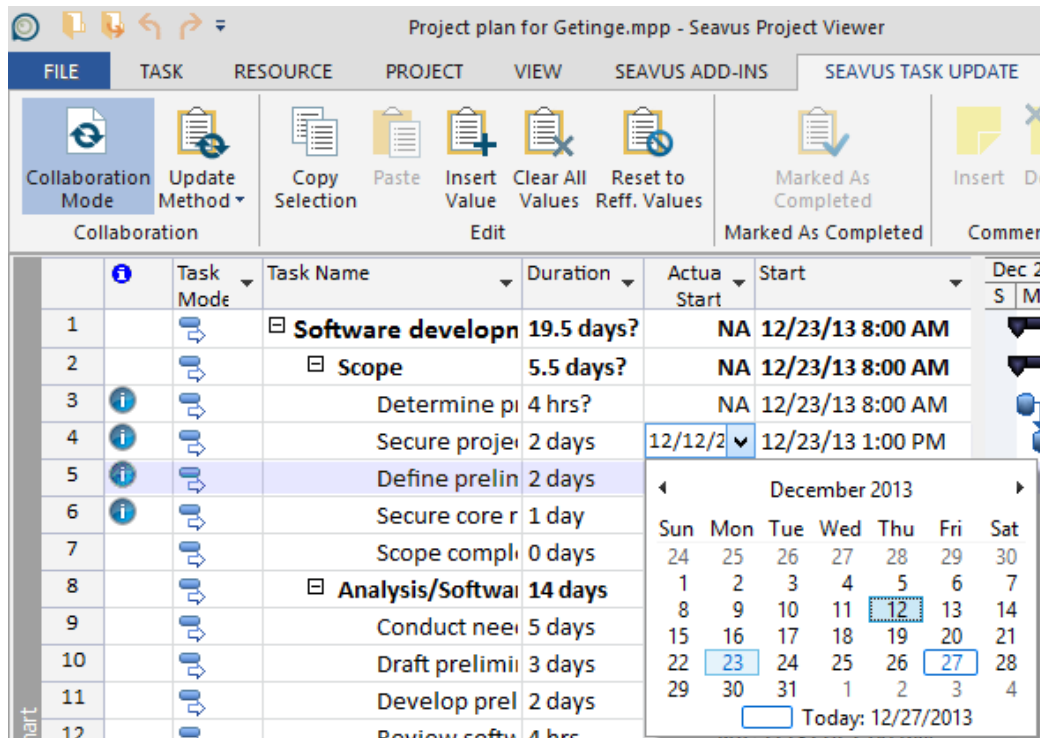 Project plan for Getinge.mpp - Seavus Project Viewer
FILE TASK RESOURCE PROJECT VIEW SEAVUS ADD-INS SEAVUS TASK UPDATE
Collaboration Mode Update Method Copy Selection Paste Insert Value Clear All Values Reset to Reff. Values Marked As Completed Insert D
Collaboration Edit Marked As Completed Commer
Task Mode Task Name Duration Actua Start Start Dec 2
S M
1 Software developn 19.5 days? NA 12/23/13 8:00 AM
2 Scope 5.5 days? NA 12/23/13 8:00 AM
3 Determine pr 4 hrs? NA 12/23/13 8:00 AM
4 Secure projec 2 days 12/12/2 12/23/13 1:00 PM
5 Define prelin 2 days
6 Secure core r 1 day
7 Scope compl 0 days
8 Analysis/Softwar 14 days
9 Conduct nee 5 days
10 Draft prelimi 3 days
11 Develop prel 2 days
12 Review softw 4 hrs
December 2013
Sun Mon Tue Wed Thu Fri Sat
24 25 26 27 28 29 30
1 2 3 4 5 6 7
8 9 10 11 12 13 14
15 16 17 18 19 20 21
22 23 24 25 26 27 28
29 30 31 1 2 3 4
Today: 12/27/2013